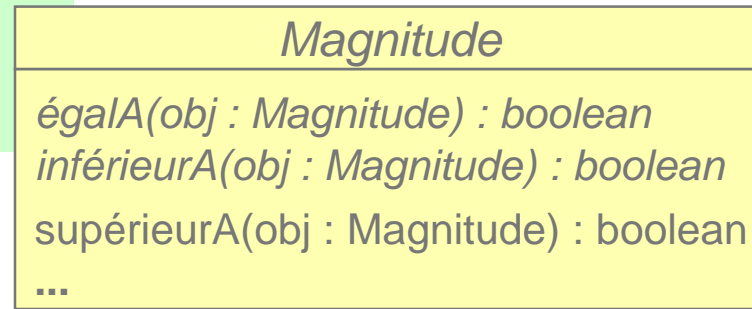 Magnitude
égalA(obj : Magnitude) : boolean
inférieurA(obj : Magnitude) : boolean
supérieurA(obj : Magnitude) : boolean
...